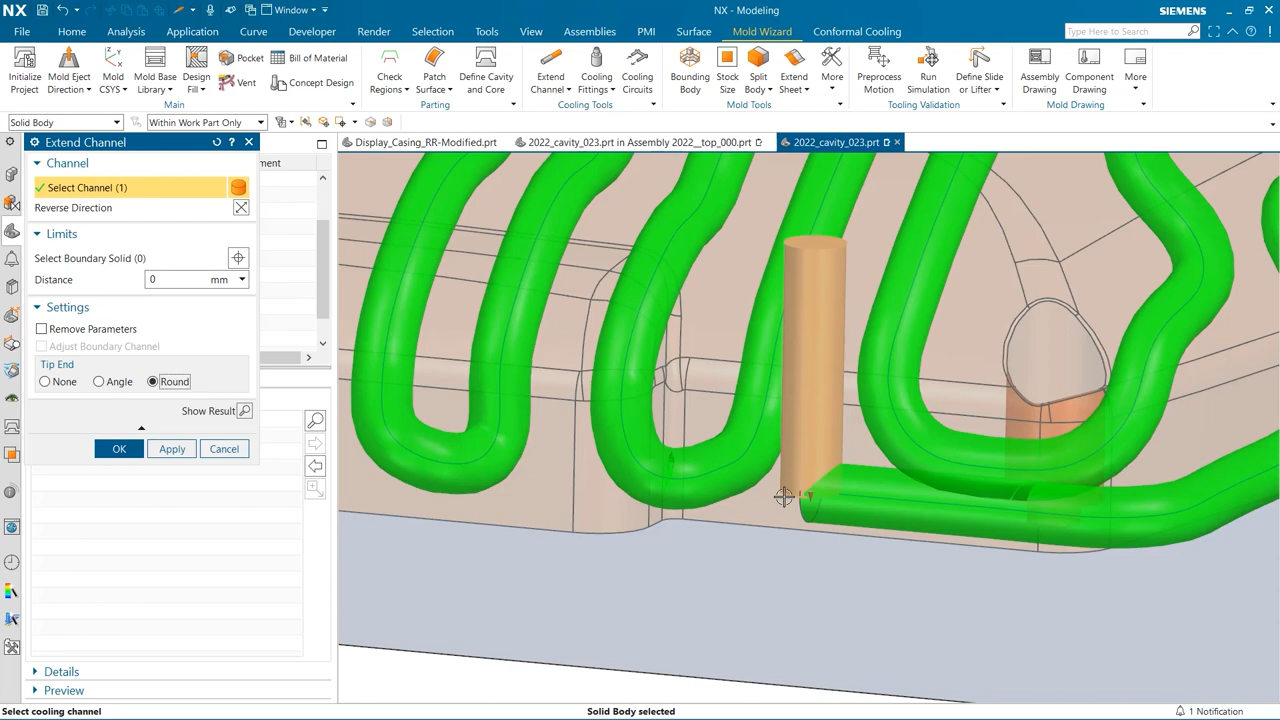 NX
Window
NX - Modeling
SIEMENS
File
Home
Analysis
Application
Curve
Developer
Render
Selection
Tools
View
Assemblies
PMI
Surface
Mold Wizard
Conformal Cooling
Type Here to Search
Initialize Project
Mold Eject Direction
Mold CSYS
Mold Base Library
Design Fill
Pocket
Vent
Bill of Material
Concept Design
Check Regions
Patch Surface
Define Cavity and Core
Extend Channel
Cooling Fittings
Cooling Circuits
Bounding Body
Stock Size
Split Body
Extend Sheet
More
Preprocess Motion
Run Simulation
Define Slide or Lifter
Assembly Drawing
Component Drawing
More
Main
Parting
Cooling Tools
Mold Tools
Tooling Validation
Mold Drawing
Solid Body
Within Work Part Only
Extend Channel
Display_Casing_RR-Modified.prt
2022_cavity_023.prt in Assembly 2022__top_000.prt
2022_cavity_023.prt
ment
Channel
Select Channel (1)
Reverse Direction
Limits
Select Boundary Solid (0)
Distance
0
mm
Settings
Remove Parameters
Adjust Boundary Channel
Tip End
None
Angle
Round
Show Result
OK
Apply
Cancel
Details
Preview
Select cooling channel
Solid Body selected
1 Notification